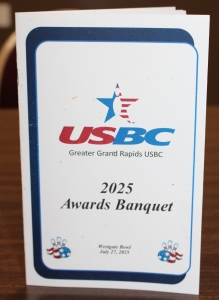 USBC
Greater Grand Rapids USBC
2025
Awards Banquet
Westgate Bowl
July 27, 2025